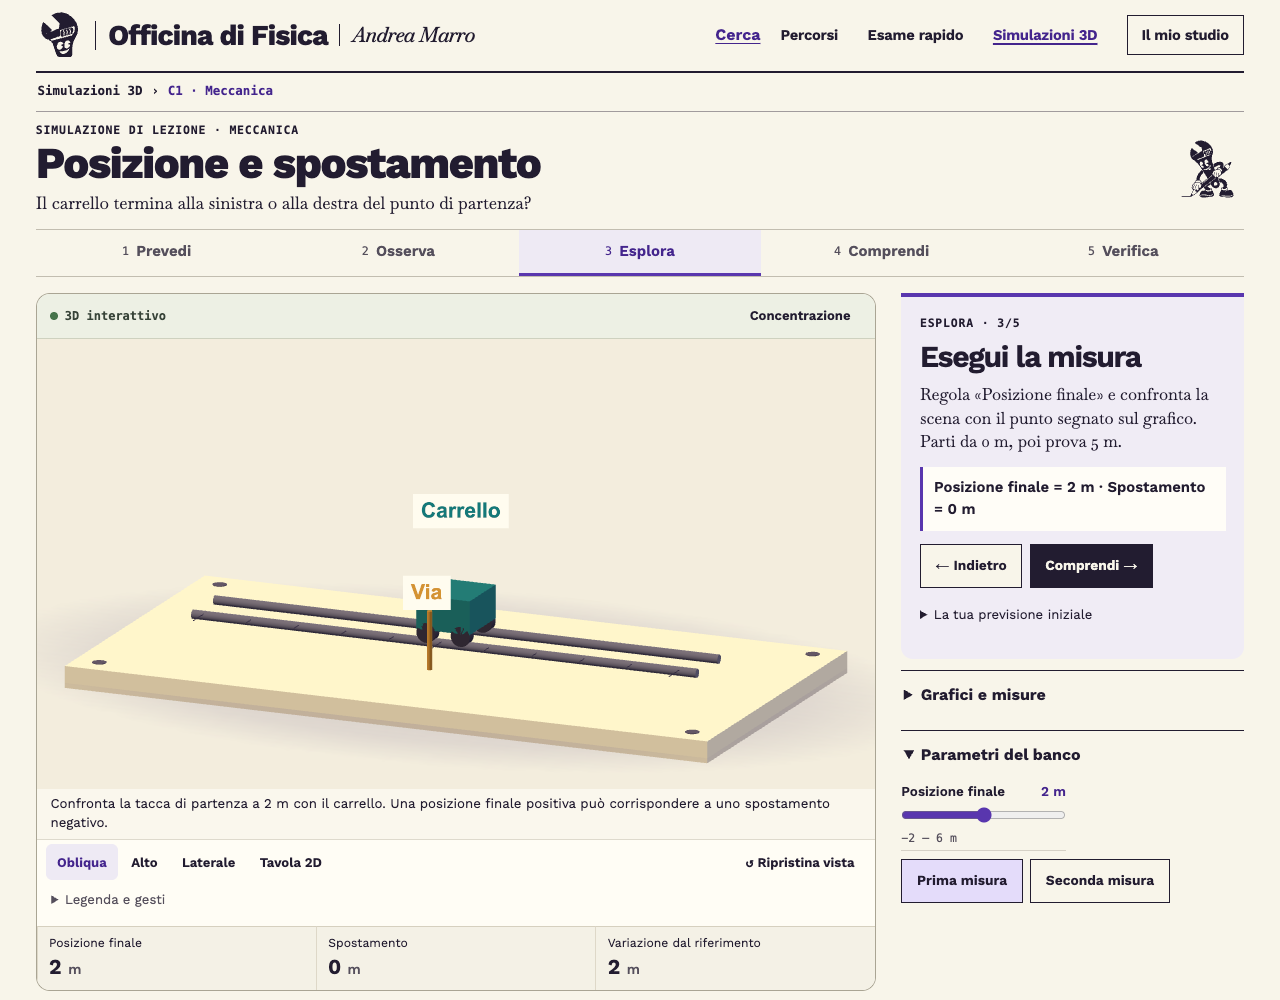 Officina di Fisica
Andrea Marro
Cerca
Percorsi
Esame rapido
Simulazioni 3D
Il mio studio
Simulazioni 3D › C1 · Meccanica
SIMULAZIONE DI LEZIONE · MECCANICA
Posizione e spostamento
Il carrello termina alla sinistra o alla destra del punto di partenza?
1 Prevedi
2 Osserva
3 Esplora
4 Comprendi
5 Verifica
3D interattivo
Concentrazione
Carrello
Via
Confronta la tacca di partenza a 2 m con il carrello. Una posizione finale positiva può corrispondere a uno spostamento
negativo.
Obliqua
Alto
Laterale
Tavola 2D
↺ Ripristina vista
▶ Legenda e gesti
Posizione finale
2 m
Spostamento
0 m
Variazione dal riferimento
2 m
ESPLORA · 3/5
Esegui la misura
Regola «Posizione finale» e confronta la
scena con il punto segnato sul grafico.
Parti da 0 m, poi prova 5 m.
Posizione finale = 2 m · Spostamento
= 0 m
← Indietro
Comprendi →
▶ La tua previsione iniziale
▶ Grafici e misure
▼ Parametri del banco
Posizione finale
2 m
−2 — 6 m
Prima misura
Seconda misura